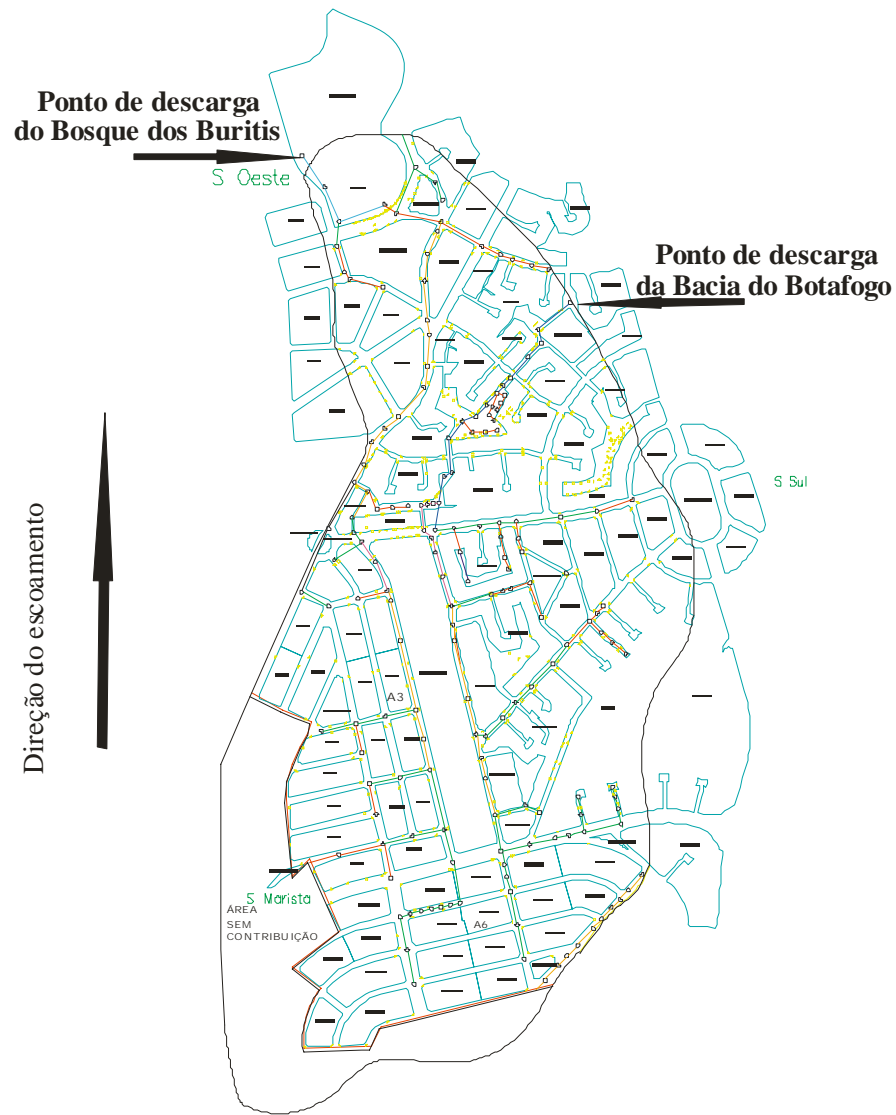 Ponto de descarga
do Bosque dos Buritis
S Oeste
Ponto de descarga
da Bacia do Botafogo
S Sul
Direção do escoamento
A3
S Marista
ÁREA
SEM
CONTRIBUIÇÃO
A6